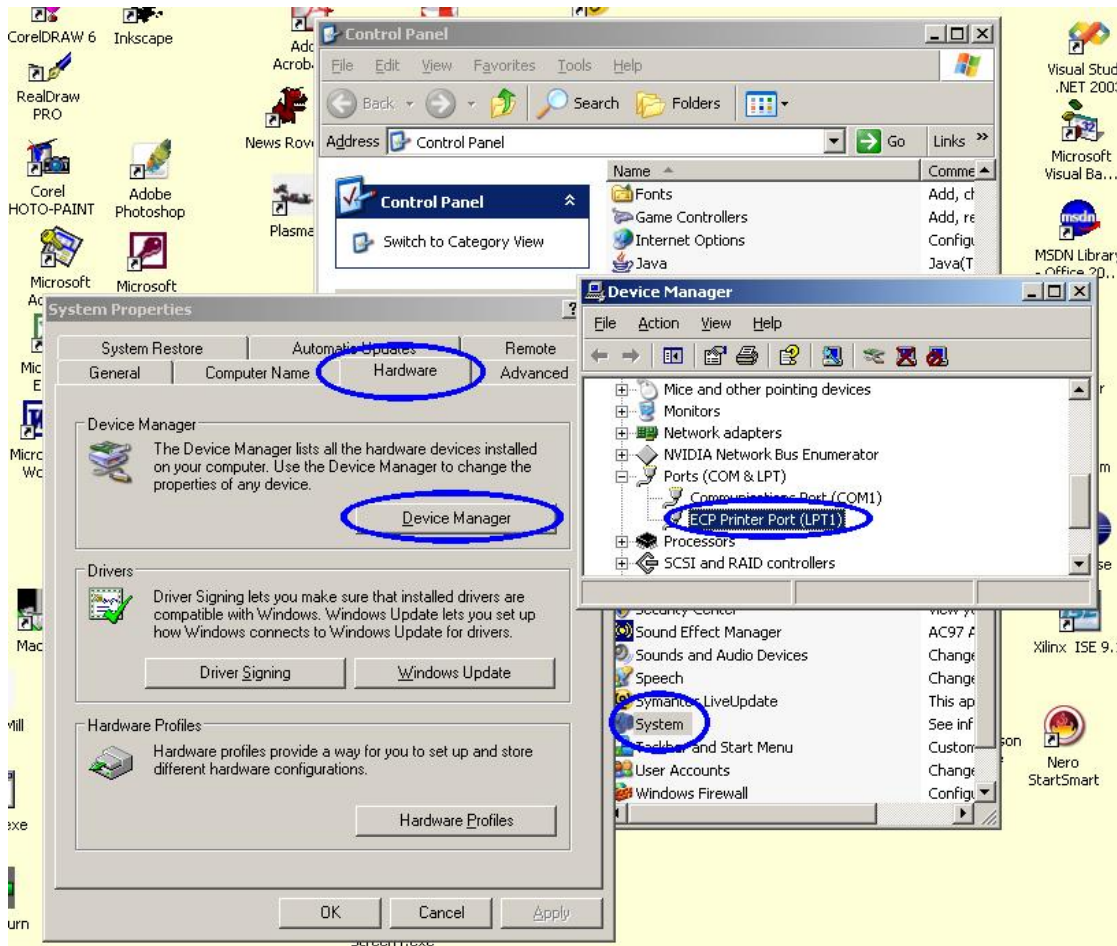 CorelDRAW 6
Inkscape
RealDraw
PRO
News Rov
Corel
HOTO-PAINT
Adobe
Photoshop
Plasma
Microsoft
Microsoft
Visual Stud
.NET 2003
Microsoft
Visual Ba...
msdn
MSDN Library
- Office 20...
Xilinx ISE 9.
Nero
StartSmart
Control Panel
File Edit View Favorites Tools Help
Back Search Folders
Address Control Panel Go Links »
Control Panel
Switch to Category View
Name Comme
Fonts Add, ch
Game Controllers Add, re
Internet Options Configu
Java Java(T
Security Center View yo
Sound Effect Manager AC97 A
Sounds and Audio Devices Change
Speech Change
Symantec LiveUpdate This ap
System See inf
Taskbar and Start Menu Custom
User Accounts Change
Windows Firewall Configu
System Properties ?
System Restore Automatic Updates Remote
General Computer Name Hardware Advanced
Device Manager
The Device Manager lists all the hardware devices installed
on your computer. Use the Device Manager to change the
properties of any device.
Device Manager
Drivers
Driver Signing lets you make sure that installed drivers are
compatible with Windows. Windows Update lets you set up
how Windows connects to Windows Update for drivers.
Driver Signing Windows Update
Hardware Profiles
Hardware profiles provide a way for you to set up and store
different hardware configurations.
Hardware Profiles
OK Cancel Apply
Device Manager
File Action View Help
Mice and other pointing devices
Monitors
Network adapters
NVIDIA Network Bus Enumerator
Ports (COM & LPT)
Communications Port (COM1)
ECP Printer Port (LPT1)
Processors
SCSI and RAID controllers